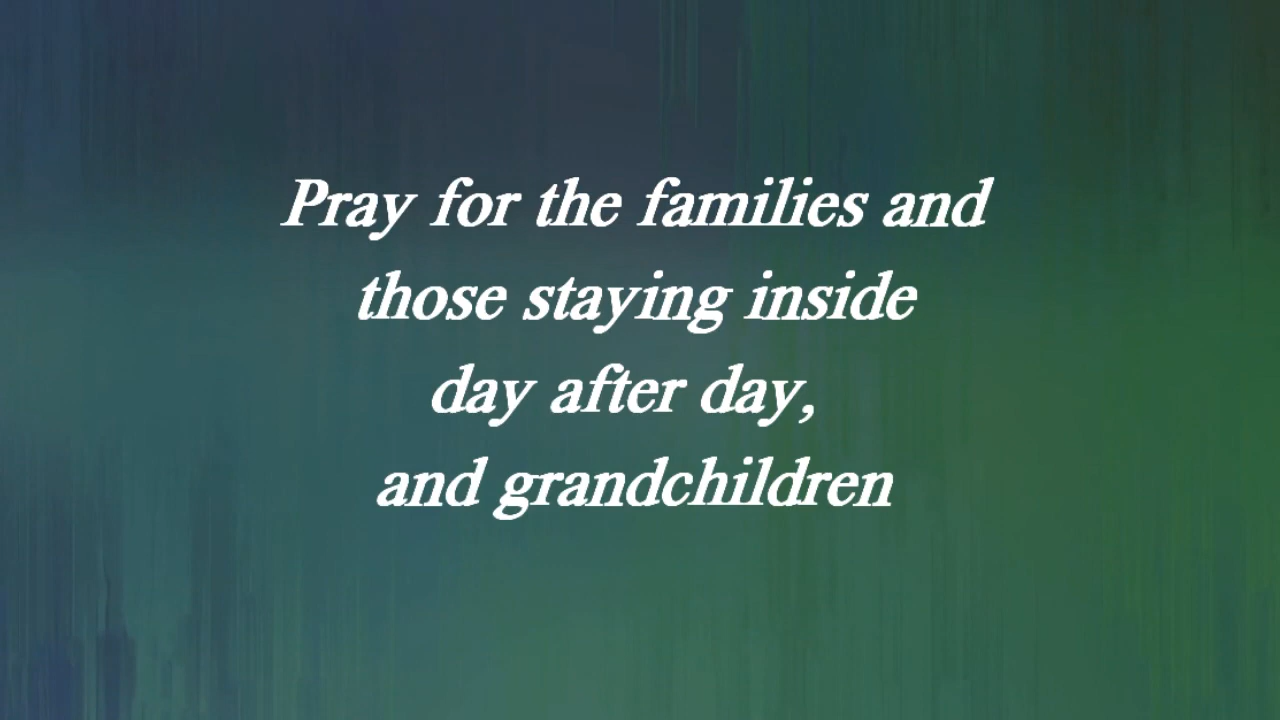 Pray for the families and
those staying inside
day after day,
and grandchildren